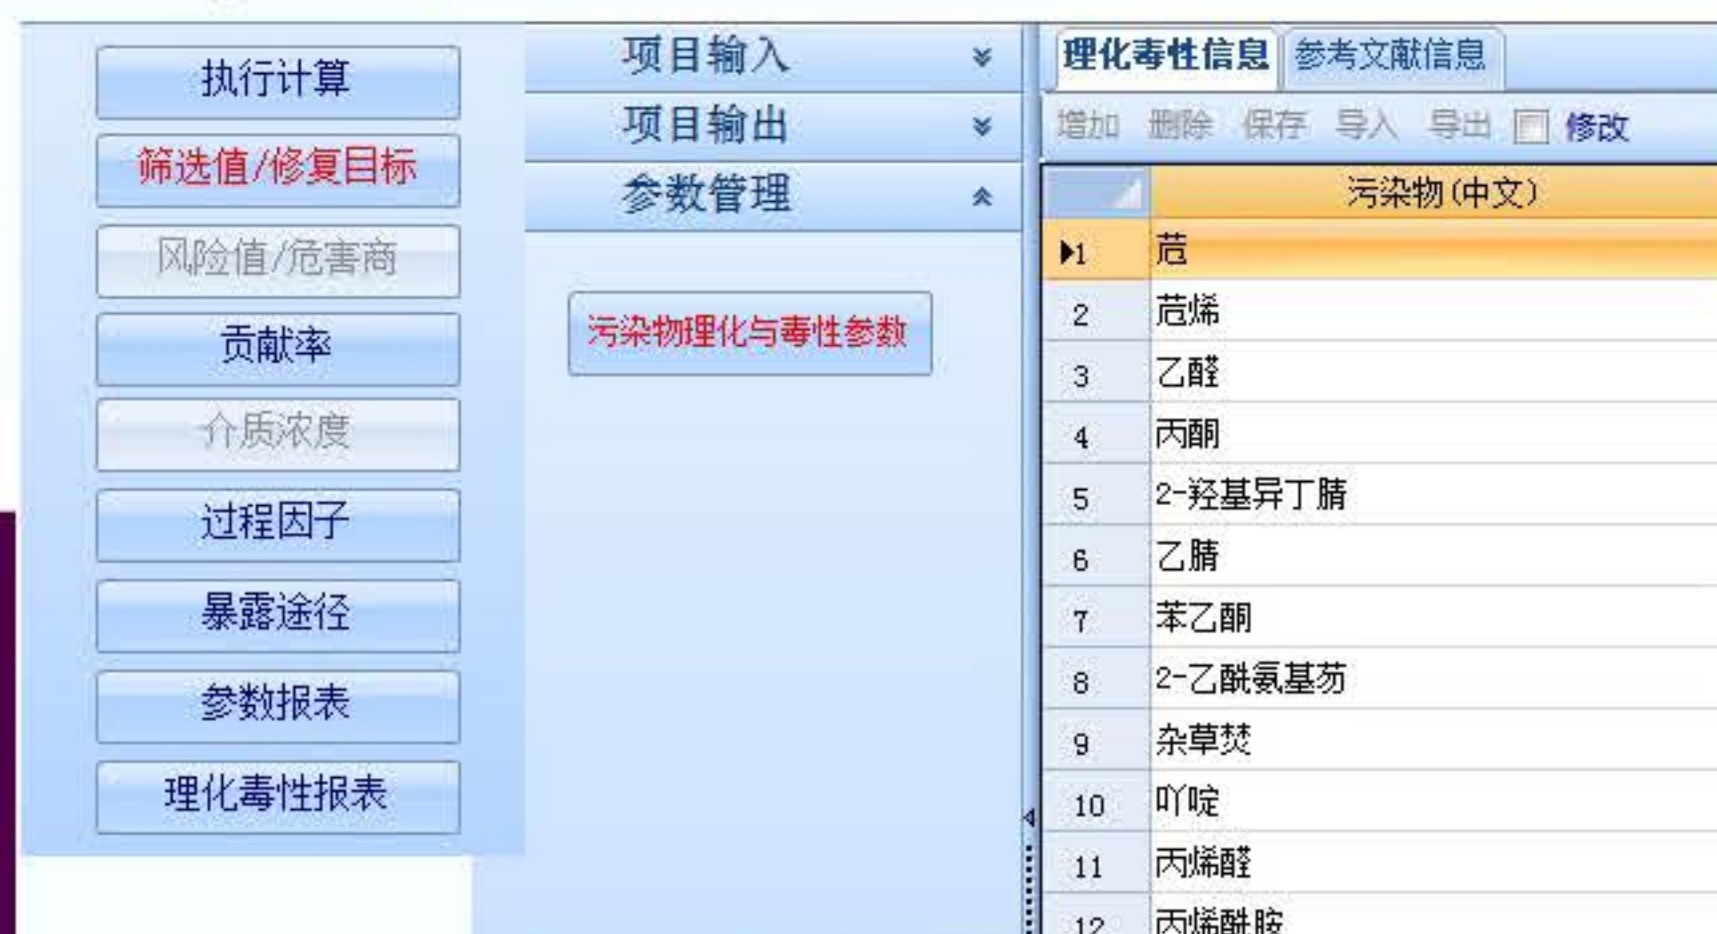 执行计算
筛选值/修复目标
风险值/危害商
贡献率
介质浓度
过程因子
暴露途径
参数报表
理化毒性报表
项目输入
项目输出
参数管理
污染物理化与毒性参数
理化毒性信息 参考文献信息
增加 删除 保存 导入 导出 修改
污染物(中文)
1 苊
2 苊烯
3 乙醛
4 丙酮
5 2-羟基异丁腈
6 乙腈
7 苯乙酮
8 2-乙酰氨基芴
9 杂草焚
10 吖啶
11 丙烯醛
12 丙烯酰胺